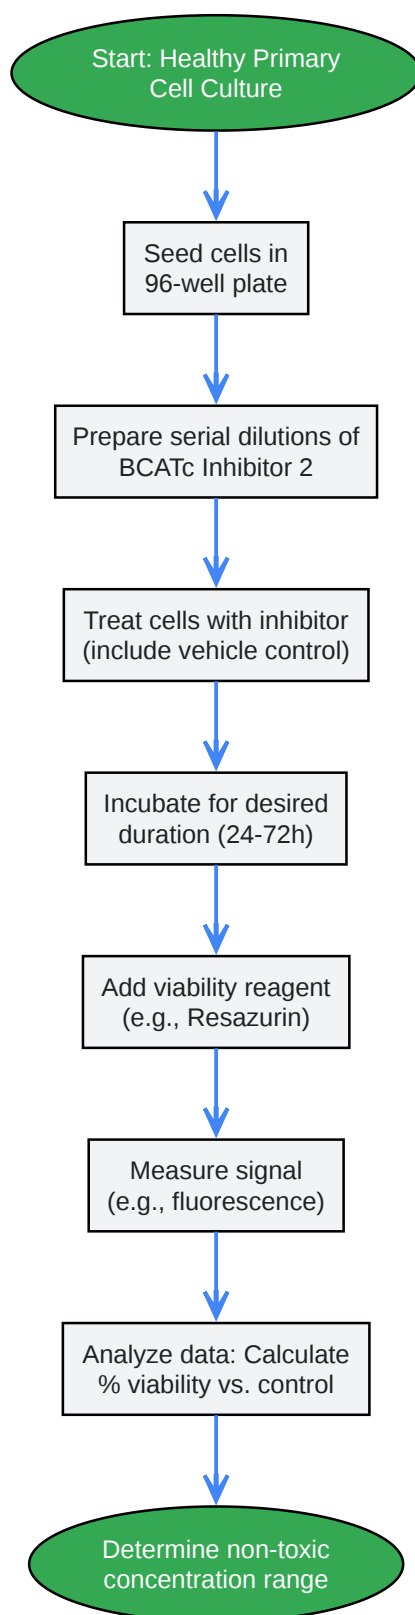 Start: Healthy Primary
Cell Culture
Seed cells in
96-well plate
Prepare serial dilutions of
BCATc Inhibitor 2
Treat cells with inhibitor
(include vehicle control)
Incubate for desired
duration (24-72h)
Add viability reagent
(e.g., Resazurin)
Measure signal
(e.g., fluorescence)
Analyze data: Calculate
% viability vs. control
Determine non-toxic
concentration range